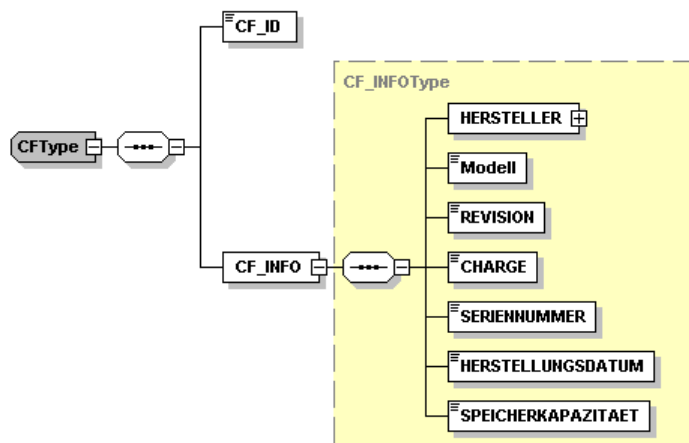 CF_ID
CF_INFOType
HERSTELLER
CFType
Modell
REVISION
CF_INFO
CHARGE
SERIENNUMMER
HERSTELLUNGSDATUM
SPEICHERKAPAZITAET